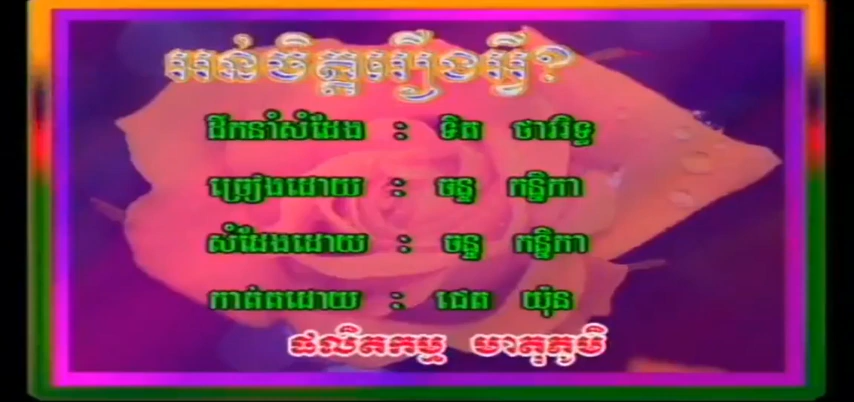 អន់ចិត្តរឿងអ្វី?
ដឹកនាំសំដែង : ទិត ថាវរិទ្ធ
ច្រៀងដោយ : ចន្ឋ កន្និកា
សំដែងដោយ : ចន្ឋ កន្និកា
កាត់តដោយ : ជេត យ៉ុន
ផលិតកម្ម មាតុភូមិ